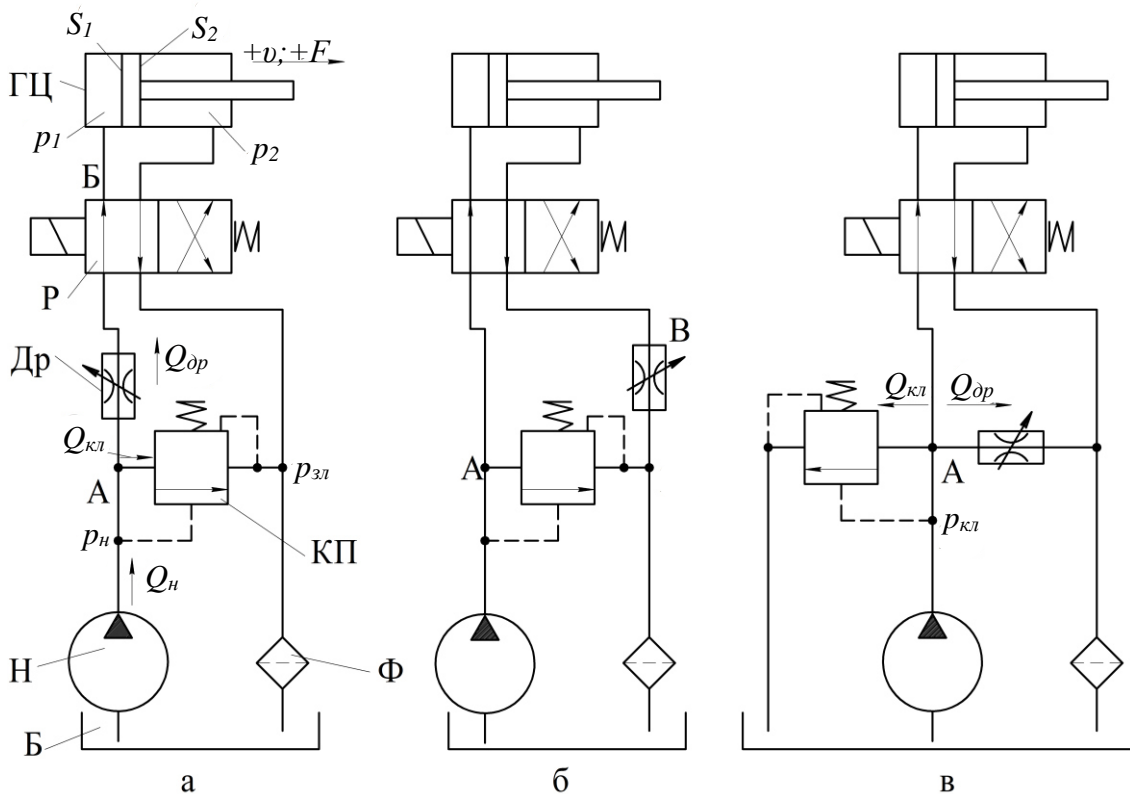 S1 S2
+υ;+F
ГЦ
p1 p2
Б
Р
Др
Qдр
Qкл
А
pзл
pн
КП
Qн
Н
Ф
Б
В
А
Qкл Qдр
А
pкл
а б в